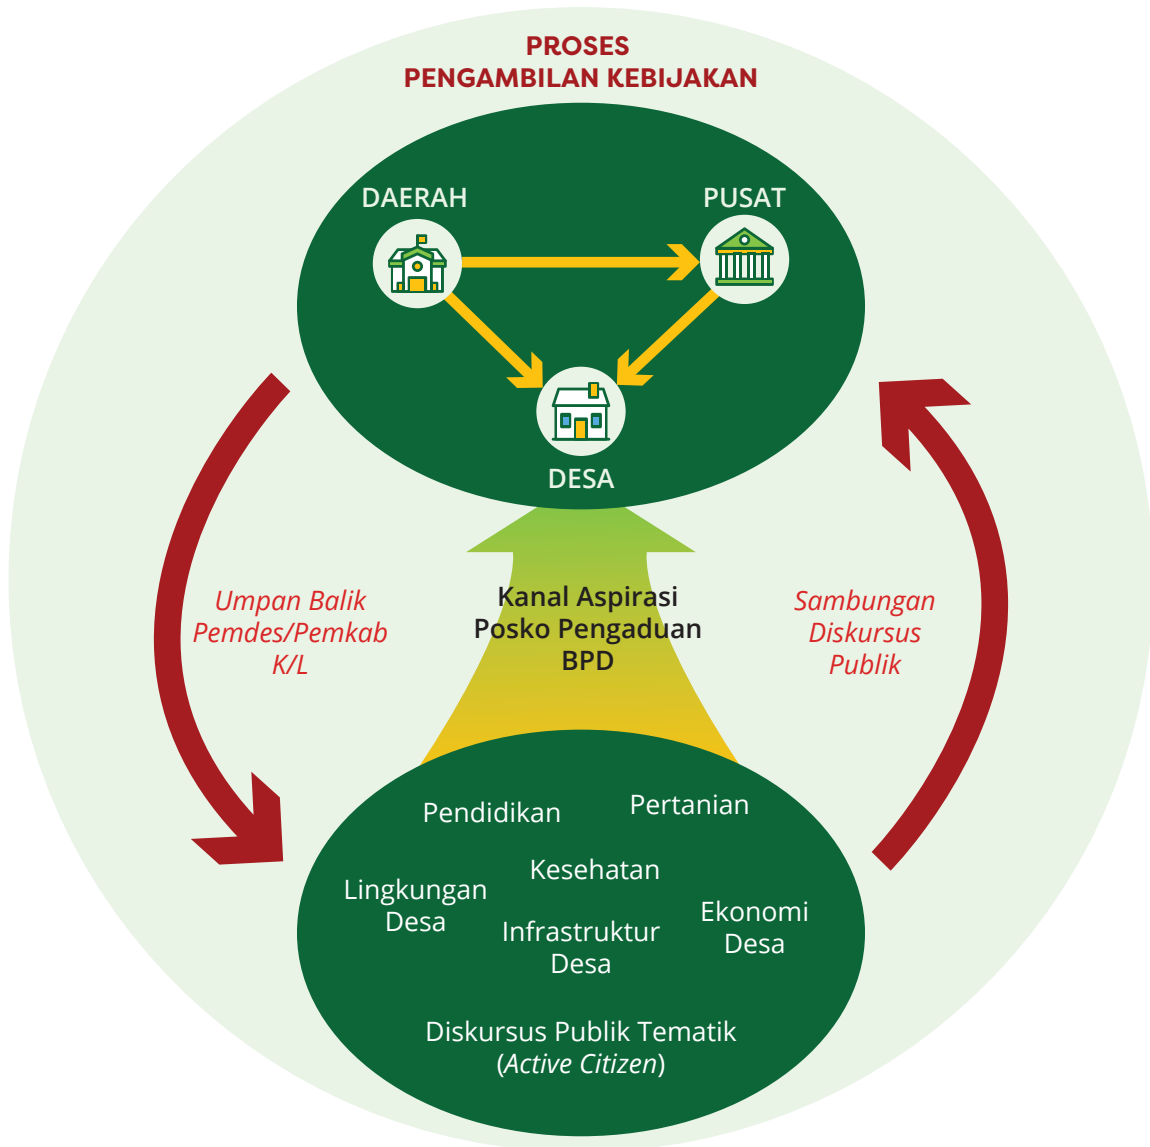 PROSES
PENGAMBILAN KEBIJAKAN
DAERAH
PUSAT
DESA
Umpan Balik
Pemdes/Pemkab
K/L
Kanal Aspirasi
Posko Pengaduan
BPD
Sambungan
Diskursus
Publik
Pendidikan
Pertanian
Kesehatan
Lingkungan
Desa
Infrastruktur
Desa
Ekonomi
Desa
Diskursus Publik Tematik
(Active Citizen)